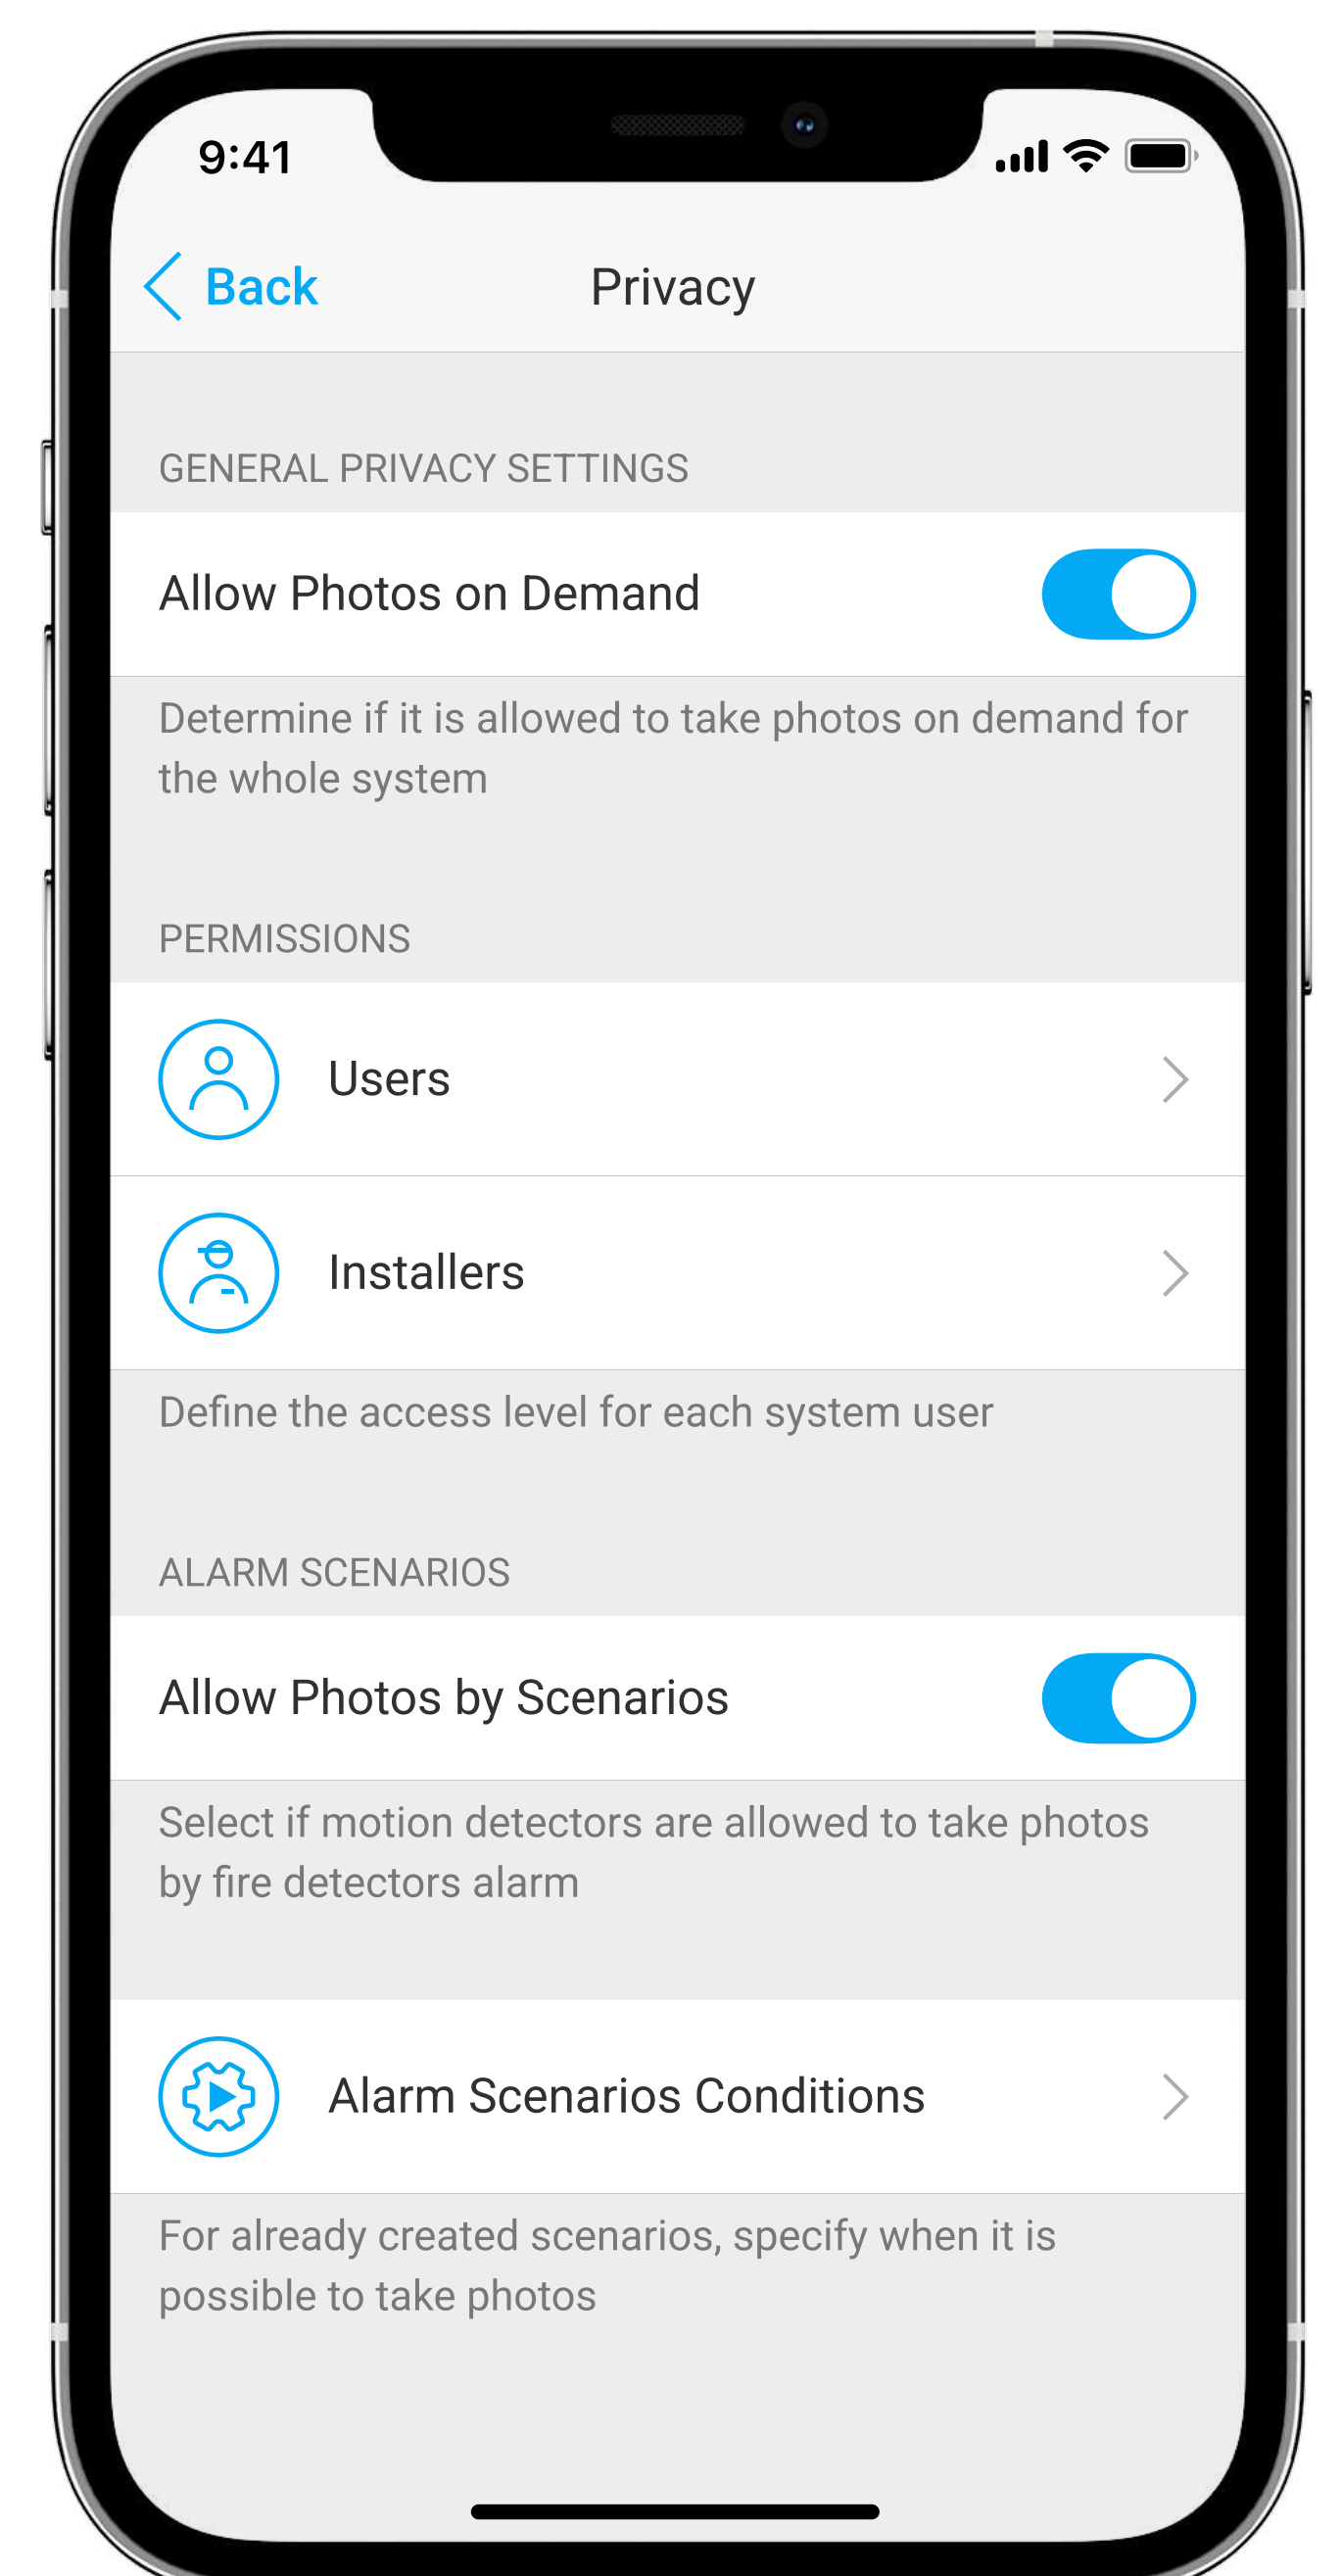 9:41
Back
Privacy
GENERAL PRIVACY SETTINGS
Allow Photos on Demand
Determine if it is allowed to take photos on demand for
the whole system
PERMISSIONS
Users
Installers
Define the access level for each system user
ALARM SCENARIOS
Allow Photos by Scenarios
Select if motion detectors are allowed to take photos
by fire detectors alarm
Alarm Scenarios Conditions
For already created scenarios, specify when it is
possible to take photos